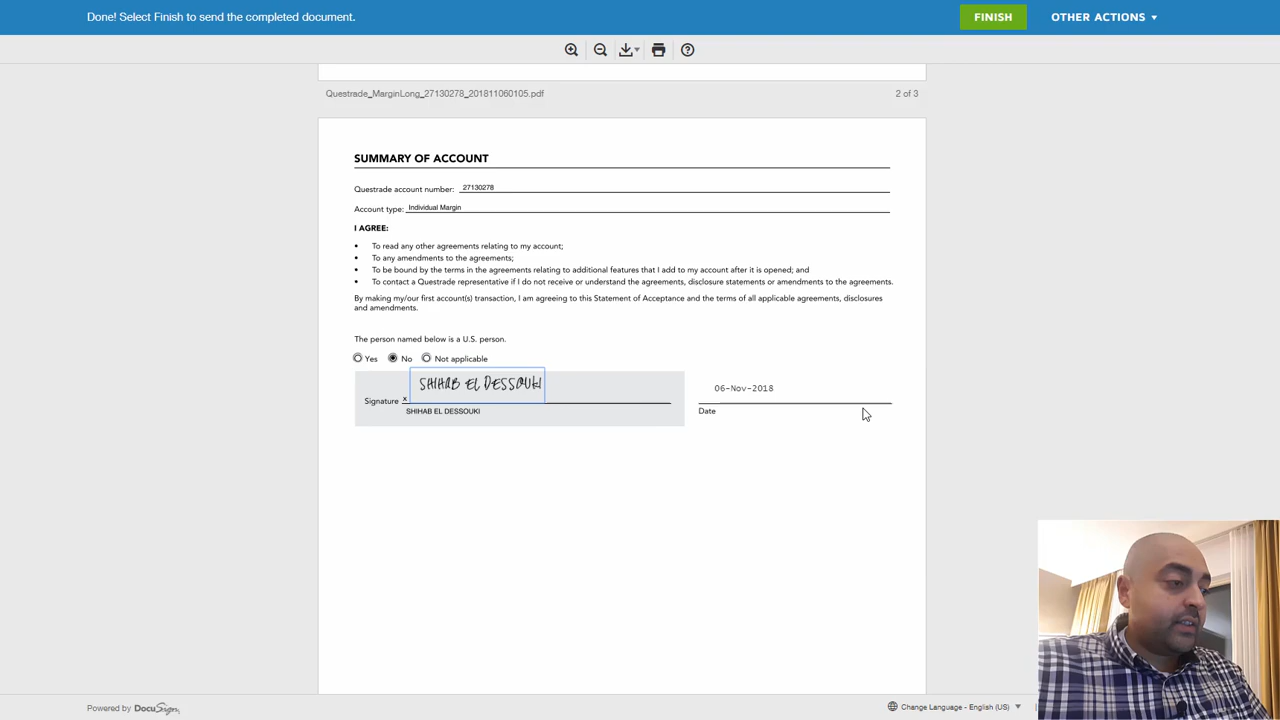 Done! Select Finish to send the completed document.
FINISH
OTHER ACTIONS
Questrade_MarginLong_27130278_201811060105.pdf
2 of 3
SUMMARY OF ACCOUNT
Questrade account number: 27130278
Account type: Individual Margin
I AGREE:
• To read any other agreements relating to my account;
• To any amendments to the agreements;
• To be bound by the terms in the agreements relating to additional features that I add to my account after it is opened; and
• To contact a Questrade representative if I do not receive or understand the agreements, disclosure statements or amendments to the agreements.
By making my/our first account(s) transaction, I am agreeing to this Statement of Acceptance and the terms of all applicable agreements, disclosures
and amendments.
The person named below is a U.S. person.
Yes No Not applicable
SHIHAB EL DESSOUKI
06-Nov-2018
Signature x
SHIHAB EL DESSOUKI
Date
Powered by DocuSign
Change Language - English (US)